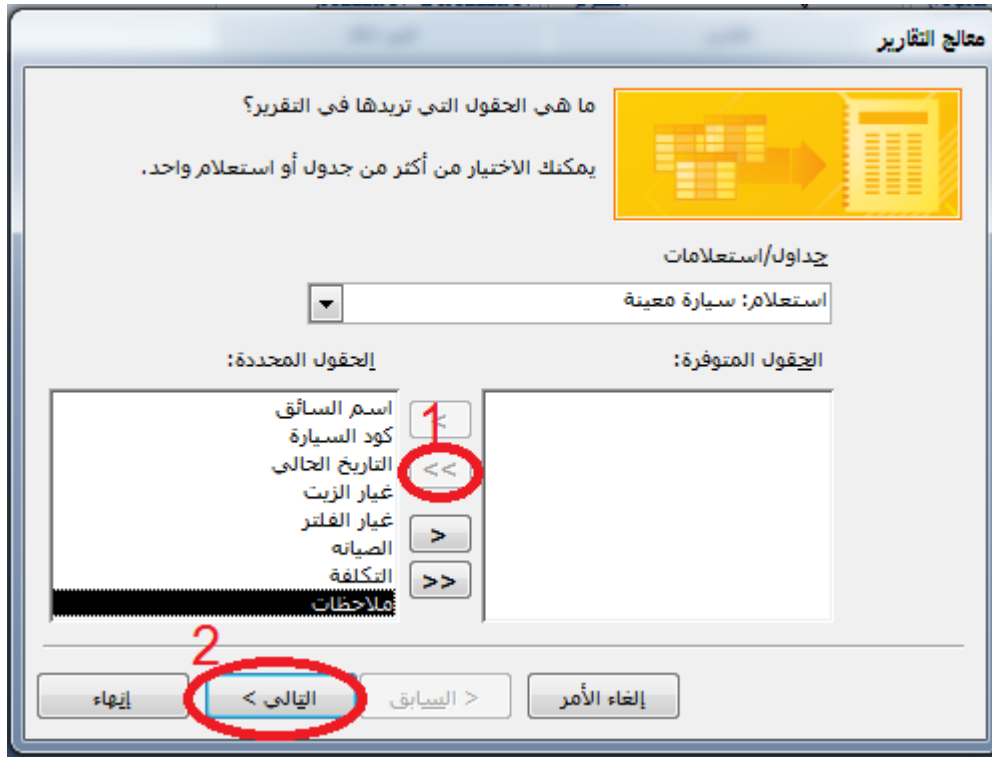 معالج التقارير
ما هي الحقول التي تريدها في التقرير؟
يمكنك الاختيار من أكثر من جدول أو استعلام واحد.
جداول/استعلامات
استعلام: سيارة معينة
الحقول المتوفرة:
الحقول المحددة:
اسم السائق
كود السيارة
التاريخ الحالي
غيار الزيت
غيار الفلتر
الصيانه
التكلفة
ملاحظات
<
1
<<
>
>>
2
إلغاء الأمر
< السابق
التالي >
إنهاء